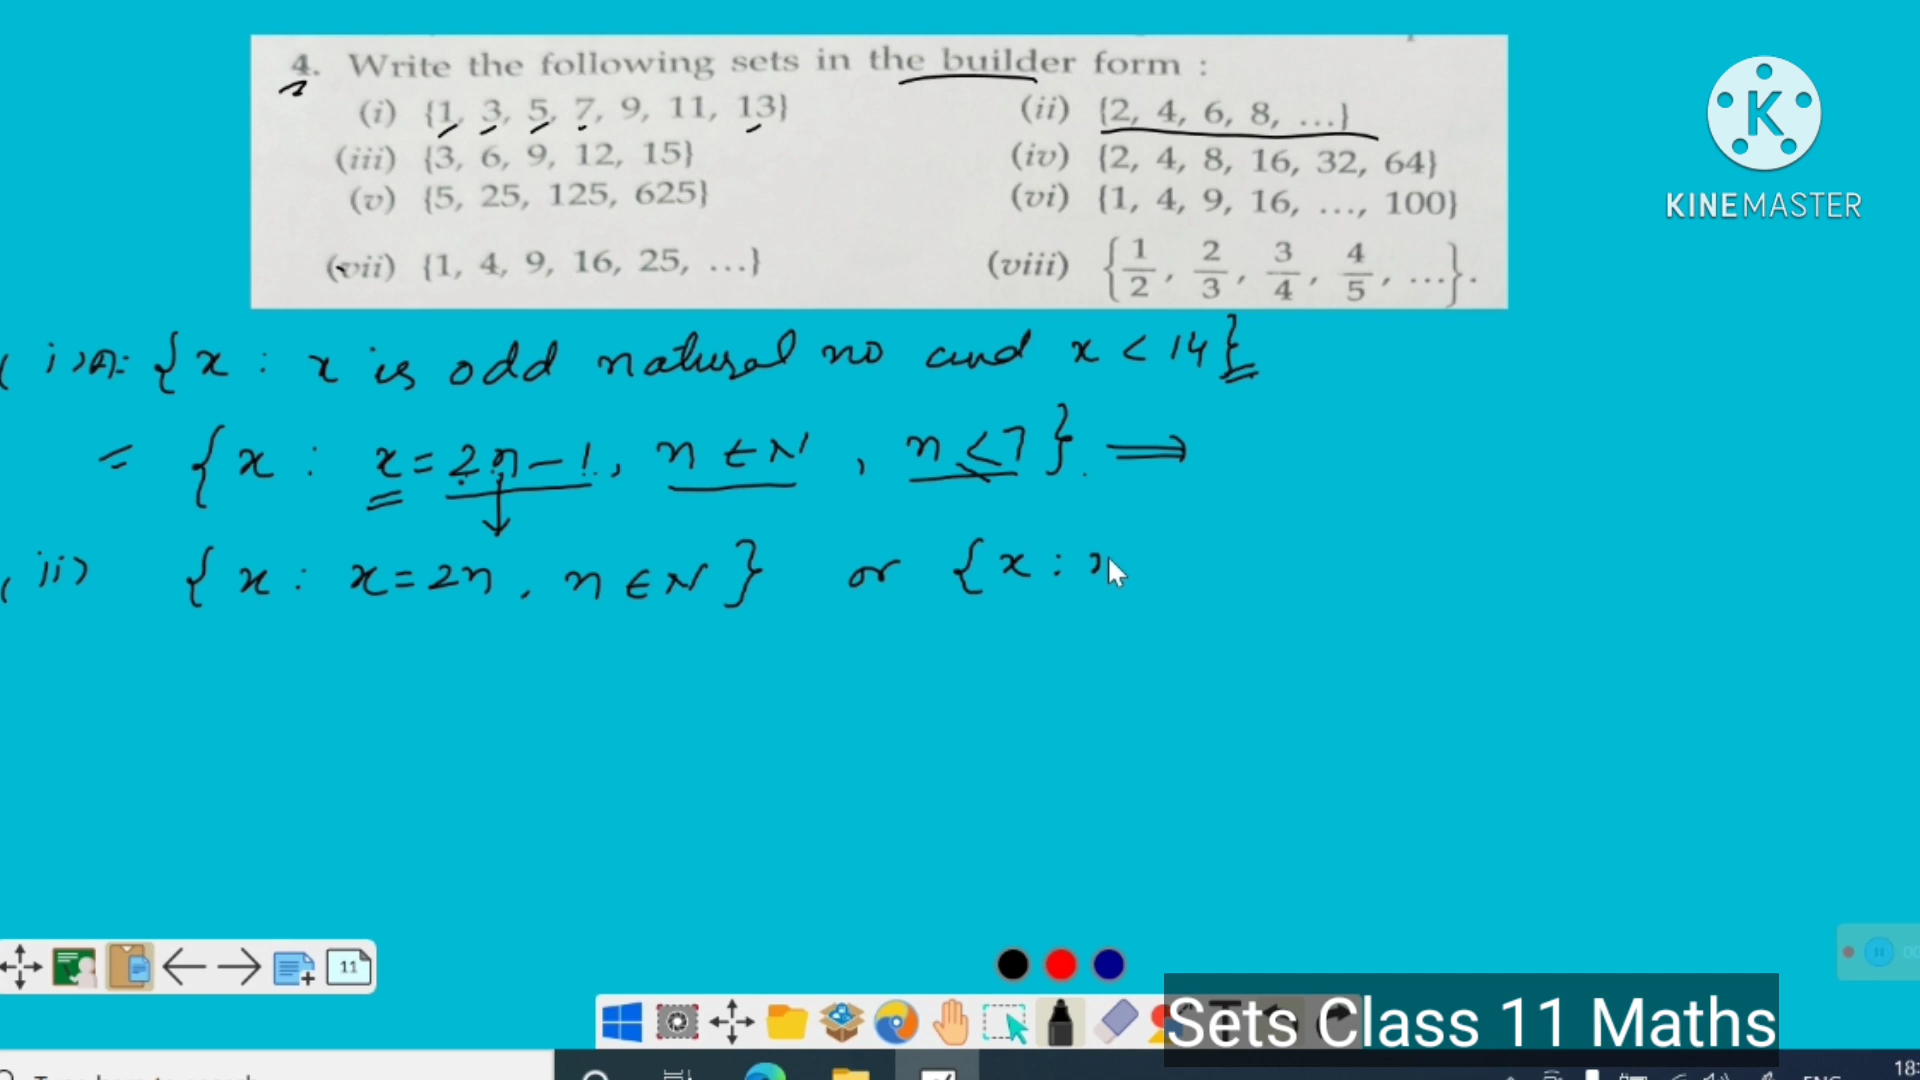 4. Write the following sets in the builder form :
(i) {1, 3, 5, 7, 9, 11, 13} (ii) {2, 4, 6, 8, ...}
(iii) {3, 6, 9, 12, 15} (iv) {2, 4, 8, 16, 32, 64}
(v) {5, 25, 125, 625} (vi) {1, 4, 9, 16, ..., 100}
(vii) {1, 4, 9, 16, 25, ...} (viii) {1/2, 2/3, 3/4, 4/5, ...}.
KINEMASTER
{x : x is odd natural no and x < 14}
= {x : x = 2n - 1, n ∈ N, n ≤ 7} ⟹
ii) {x : x = 2n, n ∈ N} or {x : x
11
Sets Class 11 Maths
ENG
18: